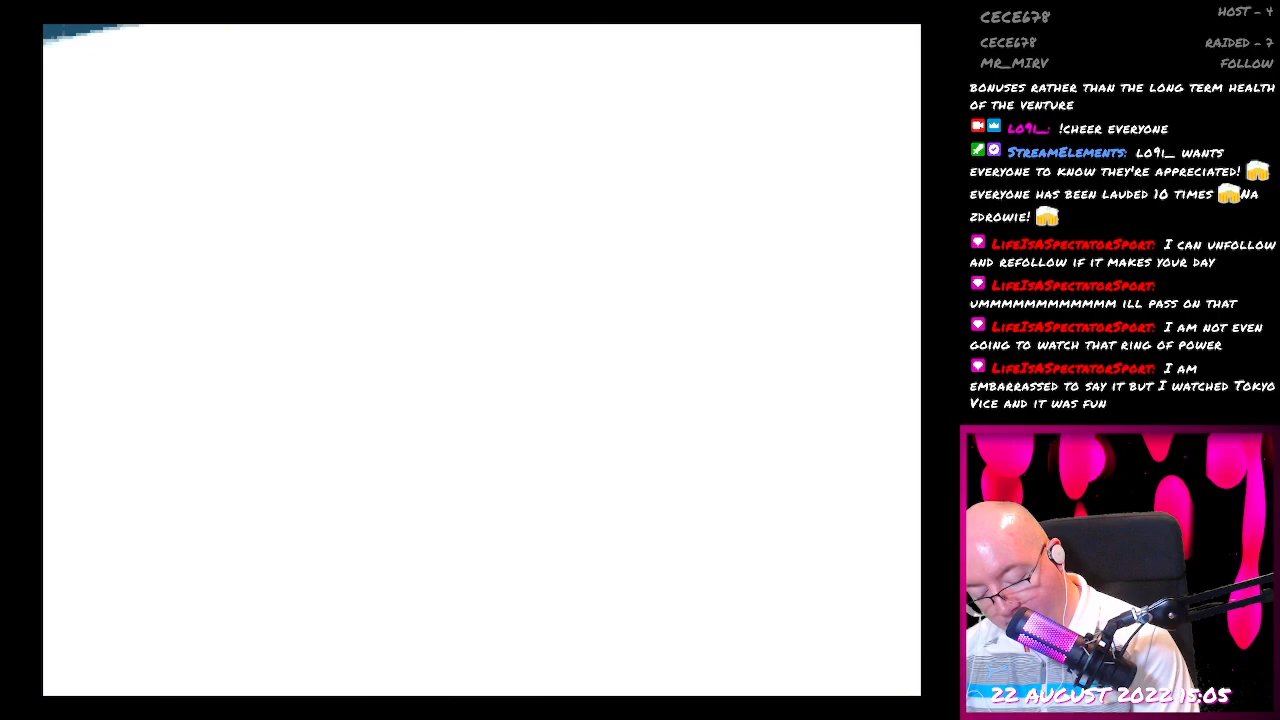 CECE678 HOST - 4
CECE678 RAIDED - 7
MR_MIRV FOLLOW
BONUSES RATHER THAN THE LONG TERM HEALTH
OF THE VENTURE
LO9I_: !CHEER EVERYONE
STREAMELEMENTS: LO9I_ WANTS
EVERYONE TO KNOW THEY'RE APPRECIATED!
EVERYONE HAS BEEN LAUDED 10 TIMES NA
ZDROWIE!
LIFEISASPECTATORSPORT: I CAN UNFOLLOW
AND REFOLLOW IF IT MAKES YOUR DAY
LIFEISASPECTATORSPORT:
UMMMMMMMMMMMM ILL PASS ON THAT
LIFEISASPECTATORSPORT: I AM NOT EVEN
GOING TO WATCH THAT RING OF POWER
LIFEISASPECTATORSPORT: I AM
EMBARRASSED TO SAY IT BUT I WATCHED TOKYO
VICE AND IT WAS FUN
22 AUGUST 2022 15:05